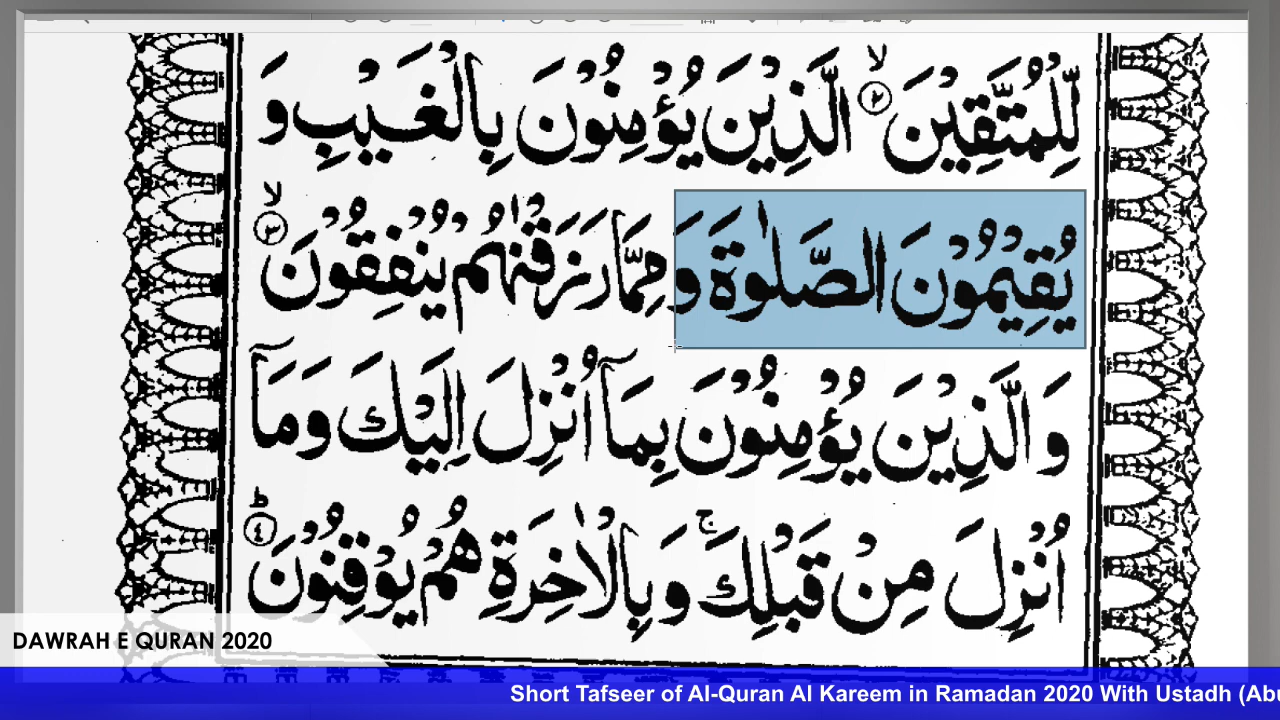 لِّلْمُتَّقِيْنَ ۙ﴿۲﴾ الَّذِيْنَ يُؤْمِنُوْنَ بِالْغَيْبِ وَ
يُقِيْمُوْنَ الصَّلٰوةَ وَ مِمَّا رَزَقْنٰهُمْ يُنْفِقُوْنَ ۙ﴿۳﴾
وَ الَّذِيْنَ يُؤْمِنُوْنَ بِمَاۤ اُنْزِلَ اِلَيْكَ وَمَاۤ
اُنْزِلَ مِنْ قَبْلِكَ ۚ وَبِالْاٰخِرَةِ هُمْ يُوْقِنُوْنَ ؕ﴿۴﴾
DAWRAH E QURAN 2020
Short Tafseer of Al-Quran Al Kareem in Ramadan 2020 With Ustadh (Abu